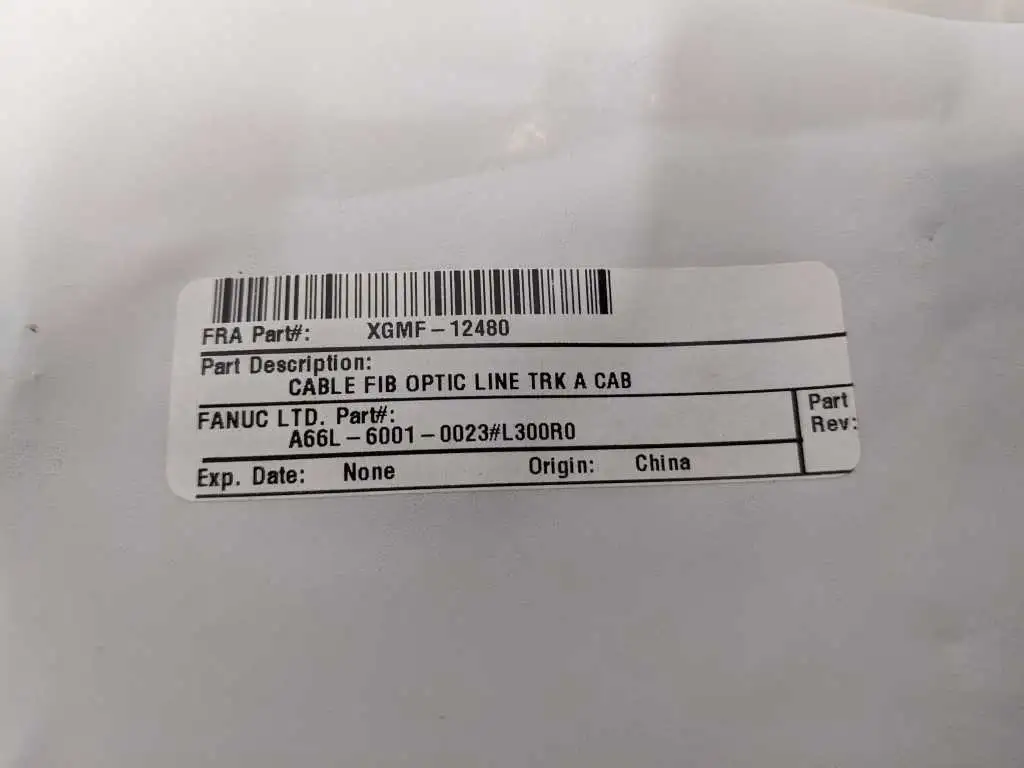 FRA Part#: XGMF-12480
Part Description:
CABLE FIB OPTIC LINE TRK A CAB
FANUC LTD. Part#:
A66L-6001-0023#L300R0
Part
Rev:
Exp. Date: None Origin: China